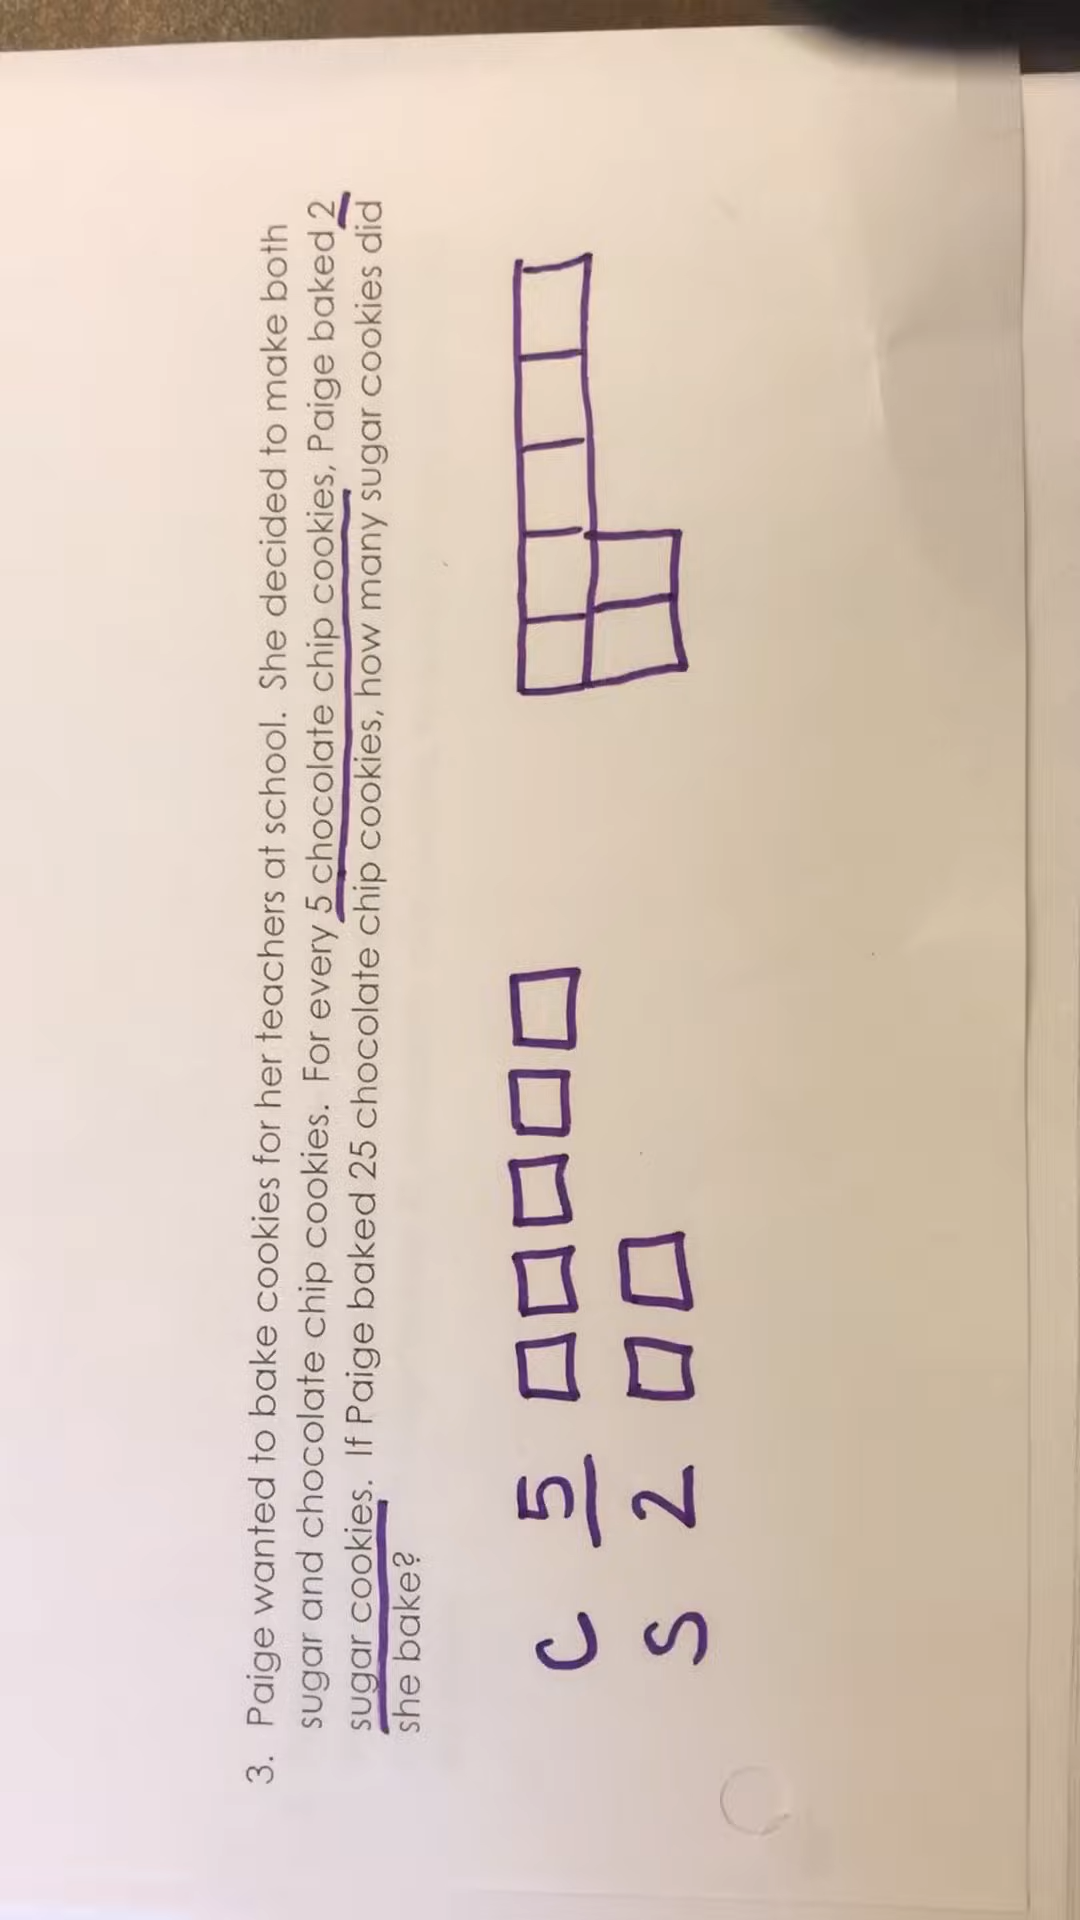 3. Paige wanted to bake cookies for her teachers at school. She decided to make both
sugar and chocolate chip cookies. For every 5 chocolate chip cookies, Paige baked 2
sugar cookies. If Paige baked 25 chocolate chip cookies, how many sugar cookies did
she bake?
C 5
S 2